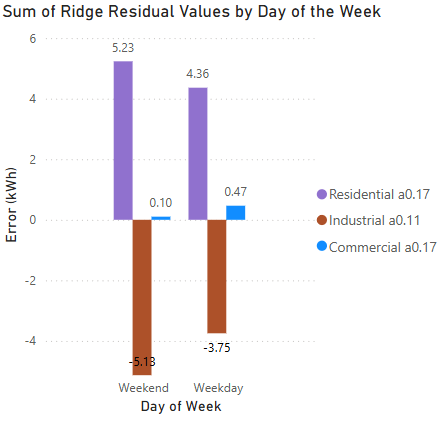 Sum of Ridge Residual Values by Day of the Week
6
5.23
4.36
4
2
0.10
0.47
0
-2
-4
-5.13
-3.75
Error (kWh)
Residential a0.17
Industrial a0.11
Commercial a0.17
Weekend
Weekday
Day of Week